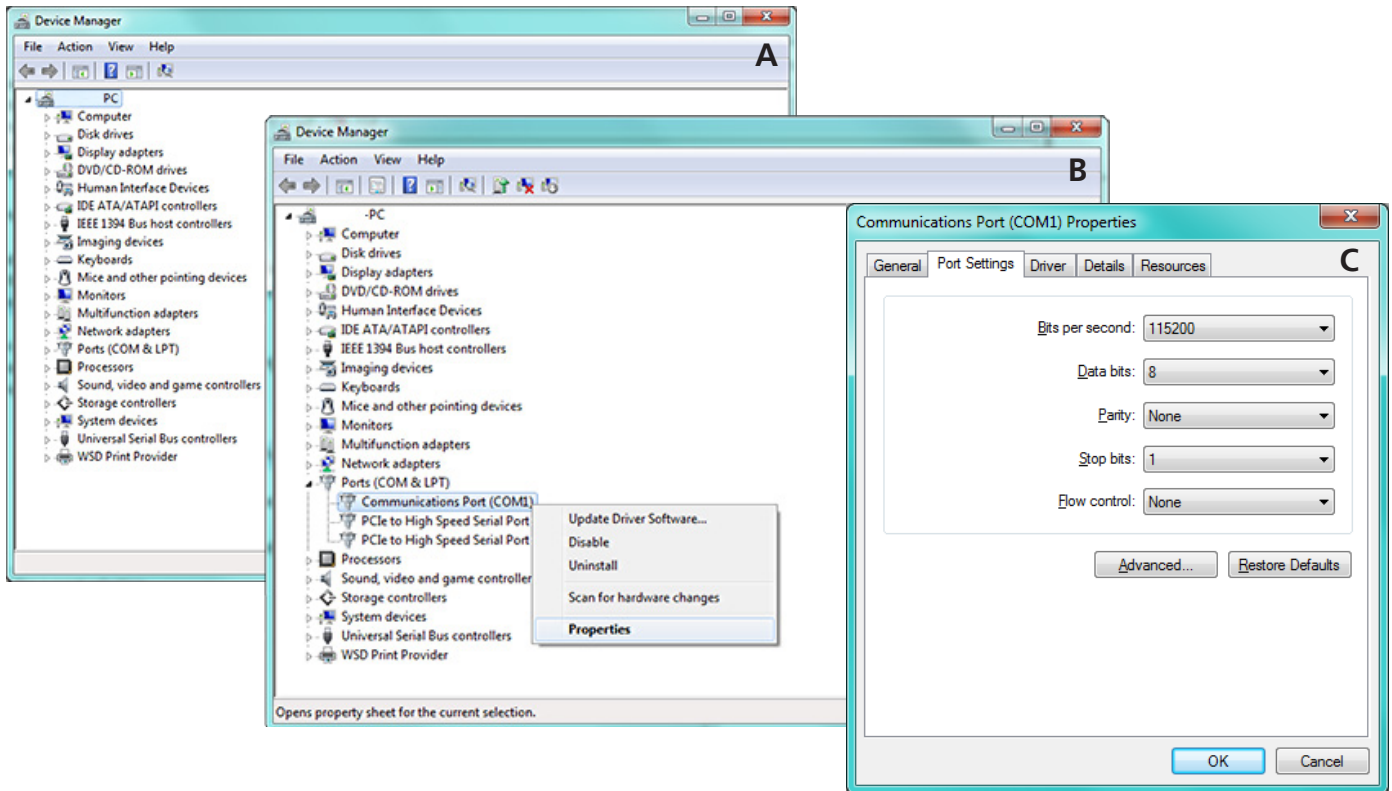 Device Manager
File Action View Help
A
PC
Computer
Disk drives
Display adapters
DVD/CD-ROM drives
Human Interface Devices
IDE ATA/ATAPI controllers
IEEE 1394 Bus host controllers
Imaging devices
Keyboards
Mice and other pointing devices
Monitors
Multifunction adapters
Network adapters
Ports (COM & LPT)
Processors
Sound, video and game controllers
Storage controllers
System devices
Universal Serial Bus controllers
WSD Print Provider
Device Manager
File Action View Help
B
-PC
Computer
Disk drives
Display adapters
DVD/CD-ROM drives
Human Interface Devices
IDE ATA/ATAPI controllers
IEEE 1394 Bus host controllers
Imaging devices
Keyboards
Mice and other pointing devices
Monitors
Multifunction adapters
Network adapters
Ports (COM & LPT)
Communications Port (COM1)
PCIe to High Speed Serial Port
PCIe to High Speed Serial Port
Processors
Sound, video and game controller
Storage controllers
System devices
Universal Serial Bus controllers
WSD Print Provider
Update Driver Software...
Disable
Uninstall
Scan for hardware changes
Properties
Opens property sheet for the current selection.
Communications Port (COM1) Properties
General Port Settings Driver Details Resources
C
Bits per second: 115200
Data bits: 8
Parity: None
Stop bits: 1
Flow control: None
Advanced... Restore Defaults
OK Cancel